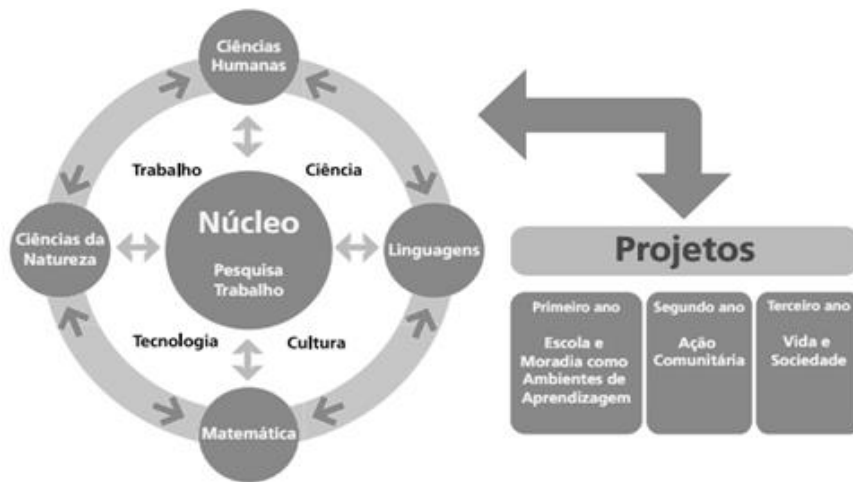 Ciências
Humanas
Trabalho
Ciência
Núcleo
Pesquisa
Trabalho
Ciências da
Natureza
Linguagens
Tecnologia
Cultura
Matemática
Projetos
Primeiro ano
Escola e
Moradia como
Ambientes de
Aprendizagem
Segundo ano
Ação
Comunitária
Terceiro ano
Vida e
Sociedade